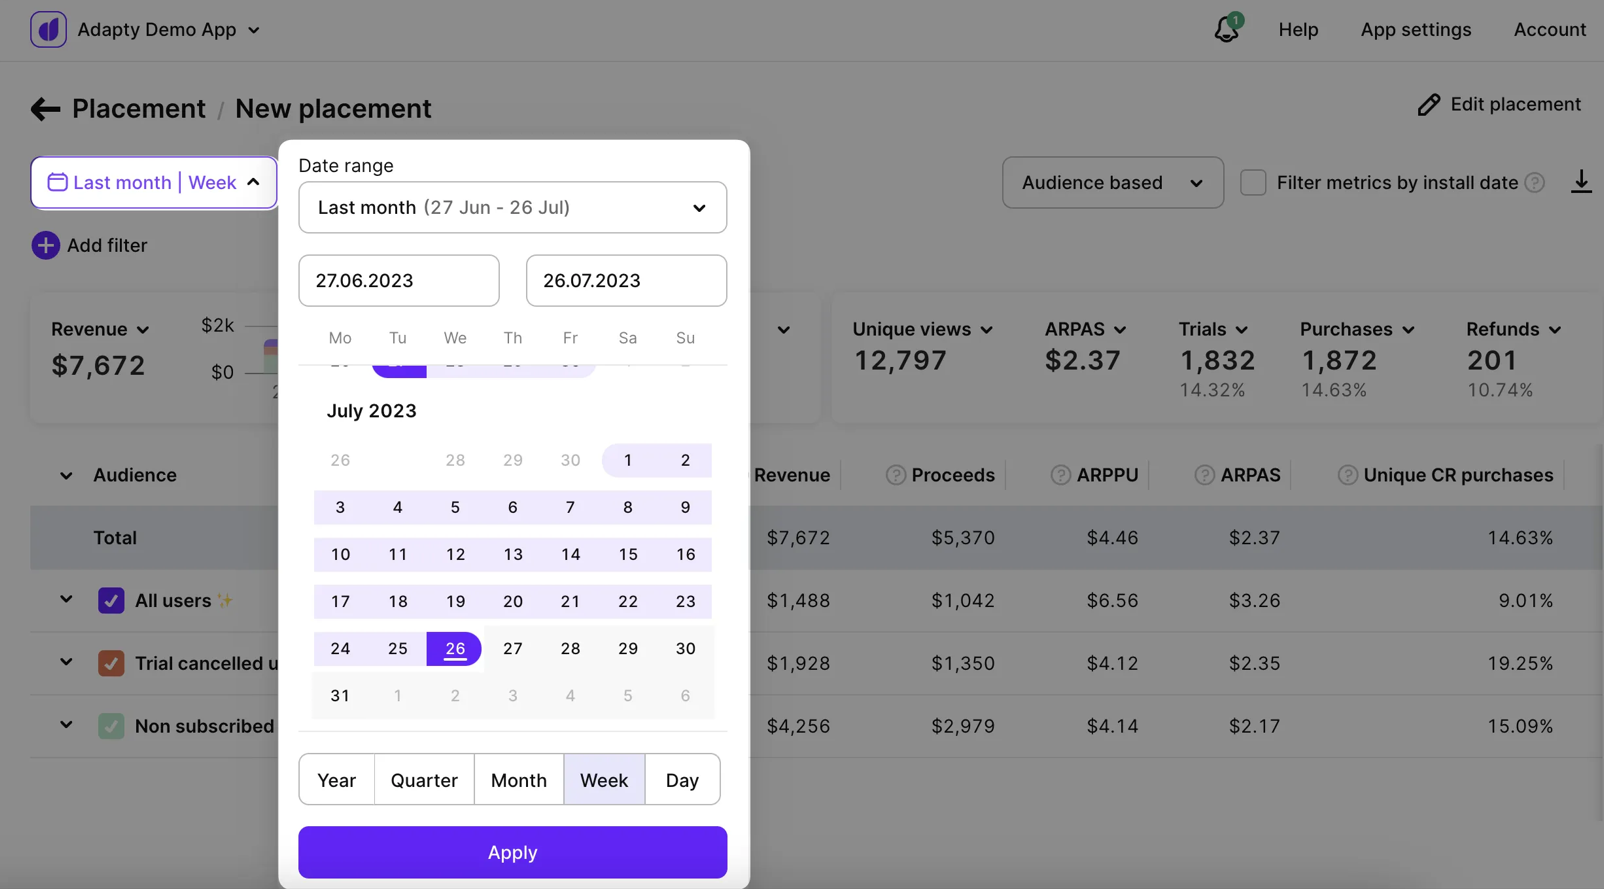 Adapty Demo App
1
Help
App settings
Account
Placement / New placement
Edit placement
Last month | Week
Date range
Last month (27 Jun - 26 Jul)
Audience based
Filter metrics by install date ?
Add filter
27.06.2023
26.07.2023
Revenue
$7,672
$2k
$0
Unique views
12,797
ARPAS
$2.37
Trials
1,832
14.32%
Purchases
1,872
14.63%
Refunds
201
10.74%
Mo Tu We Th Fr Sa Su
July 2023
26 28 29 30 1 2
3 4 5 6 7 8 9
10 11 12 13 14 15 16
17 18 19 20 21 22 23
24 25 26 27 28 29 30
31 1 2 3 4 5 6
Year Quarter Month Week Day
Apply
Audience Revenue ? Proceeds ? ARPPU ? ARPAS ? Unique CR purchases
Total $7,672 $5,370 $4.46 $2.37 14.63%
All users $1,488 $1,042 $6.56 $3.26 9.01%
Trial cancelled u $1,928 $1,350 $4.12 $2.35 19.25%
Non subscribed $4,256 $2,979 $4.14 $2.17 15.09%